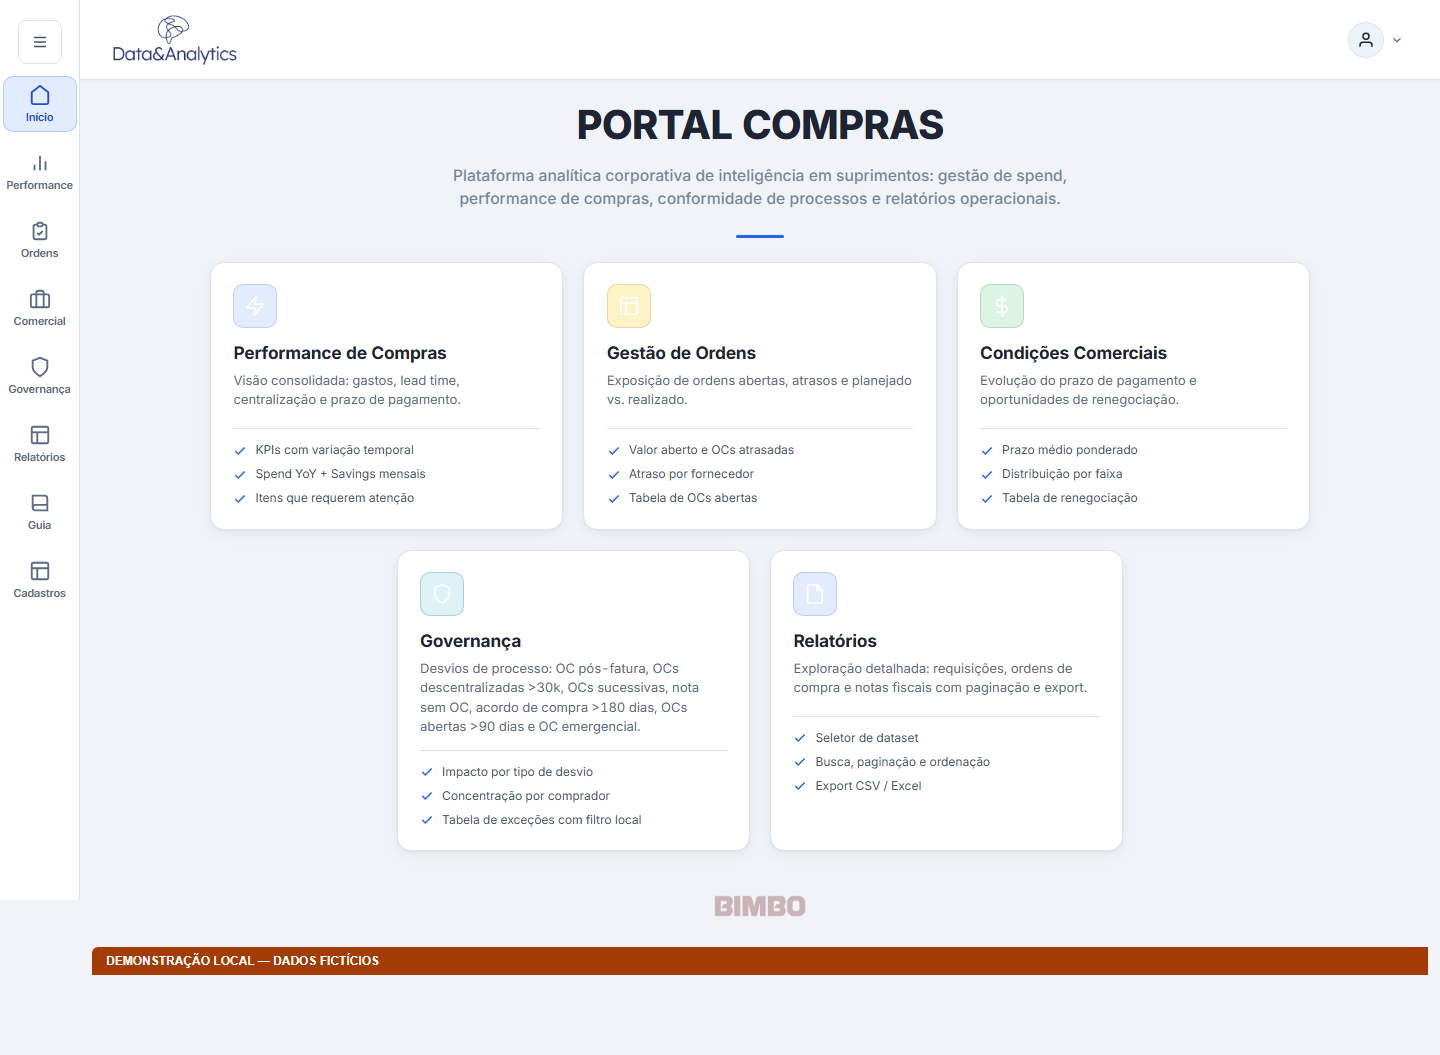 Data&Analytics
Início
Performance
Ordens
Comercial
Governança
Relatórios
Guia
Cadastros
PORTAL COMPRAS
Plataforma analítica corporativa de inteligência em suprimentos: gestão de spend,
performance de compras, conformidade de processos e relatórios operacionais.
Performance de Compras
Visão consolidada: gastos, lead time,
centralização e prazo de pagamento.
KPIs com variação temporal
Spend YoY + Savings mensais
Itens que requerem atenção
Gestão de Ordens
Exposição de ordens abertas, atrasos e planejado
vs. realizado.
Valor aberto e OCs atrasadas
Atraso por fornecedor
Tabela de OCs abertas
Condições Comerciais
Evolução do prazo de pagamento e
oportunidades de renegociação.
Prazo médio ponderado
Distribuição por faixa
Tabela de renegociação
Governança
Desvios de processo: OC pós-fatura, OCs
descentralizadas >30k, OCs sucessivas, nota
sem OC, acordo de compra >180 dias, OCs
abertas >90 dias e OC emergencial.
Impacto por tipo de desvio
Concentração por comprador
Tabela de exceções com filtro local
Relatórios
Exploração detalhada: requisições, ordens de
compra e notas fiscais com paginação e export.
Seletor de dataset
Busca, paginação e ordenação
Export CSV / Excel
BIMBO
DEMONSTRAÇÃO LOCAL — DADOS FICTÍCIOS